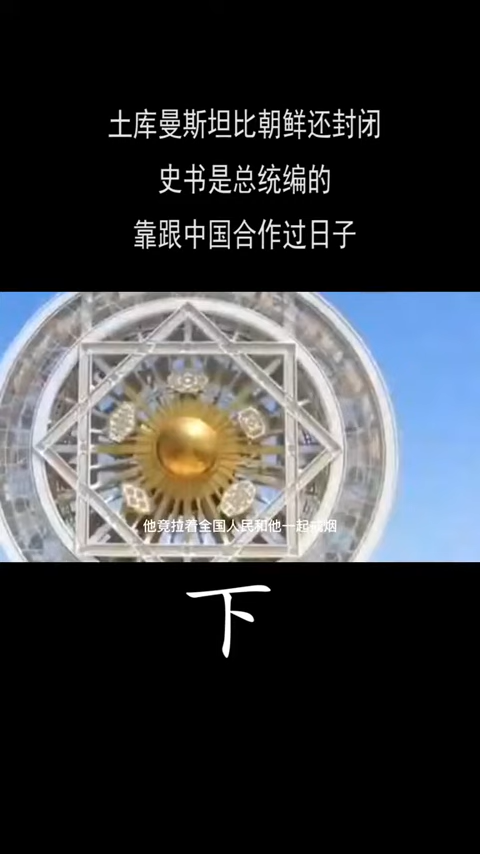 土库曼斯坦比朝鲜还封闭
史书是总统编的
靠跟中国合作过日子
他竟拉着全国人民和他一起戒烟
下